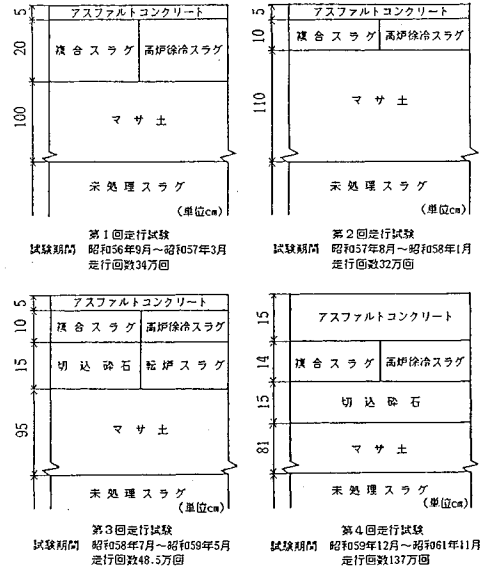 5
アスファルトコンクリート
20
複合スラグ
高炉徐冷スラグ
100
マサ土
未処理スラグ
(単位cm)
第1回走行試験
試験期間 昭和56年9月～昭和57年3月
走行回数34万回
5
アスファルトコンクリート
10
複合スラグ
高炉徐冷スラグ
110
マサ土
未処理スラグ
(単位cm)
第2回走行試験
試験期間 昭和57年8月～昭和58年1月
走行回数32万回
5
アスファルトコンクリート
10
複合スラグ
高炉徐冷スラグ
15
切込砕石
転炉スラグ
95
マサ土
未処理スラグ
(単位cm)
第3回走行試験
試験期間 昭和58年7月～昭和59年5月
走行回数48.5万回
15
アスファルトコンクリート
14
複合スラグ
高炉徐冷スラグ
15
切込砕石
81
マサ土
未処理スラグ
(単位cm)
第4回走行試験
試験期間 昭和59年12月～昭和61年11月
走行回数137万回